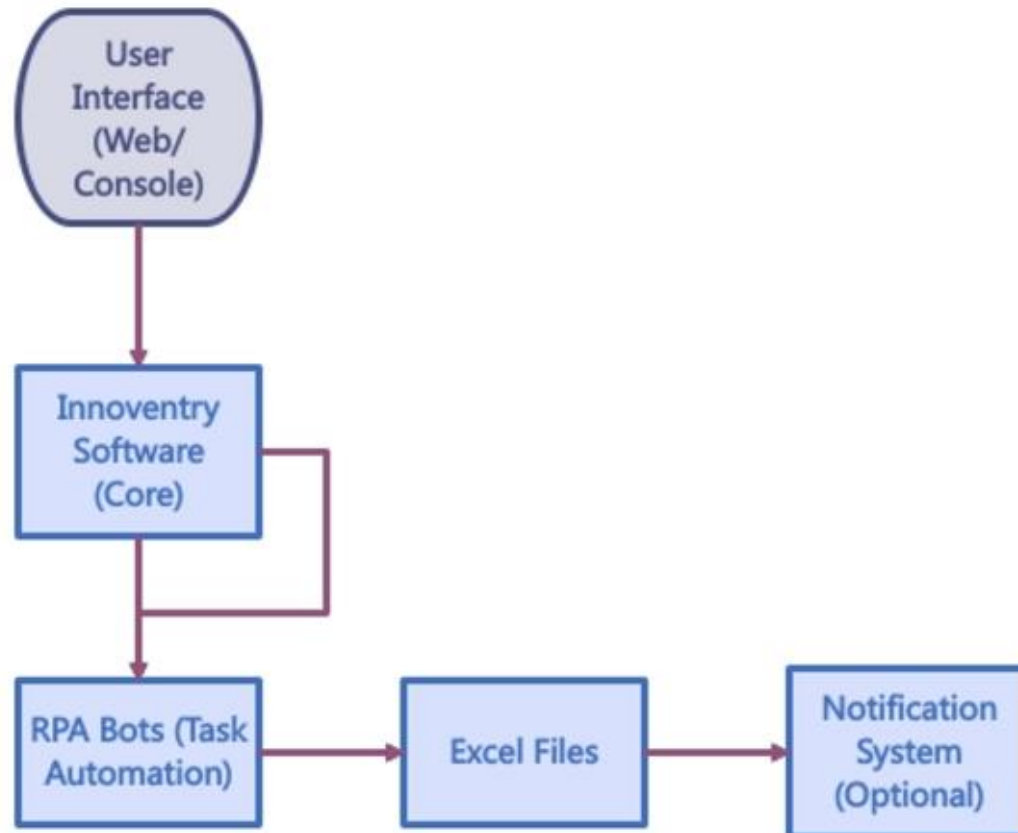 User
Interface
(Web/
Console)
Innoventry
Software
(Core)
RPA Bots (Task
Automation)
Excel Files
Notification
System
(Optional)